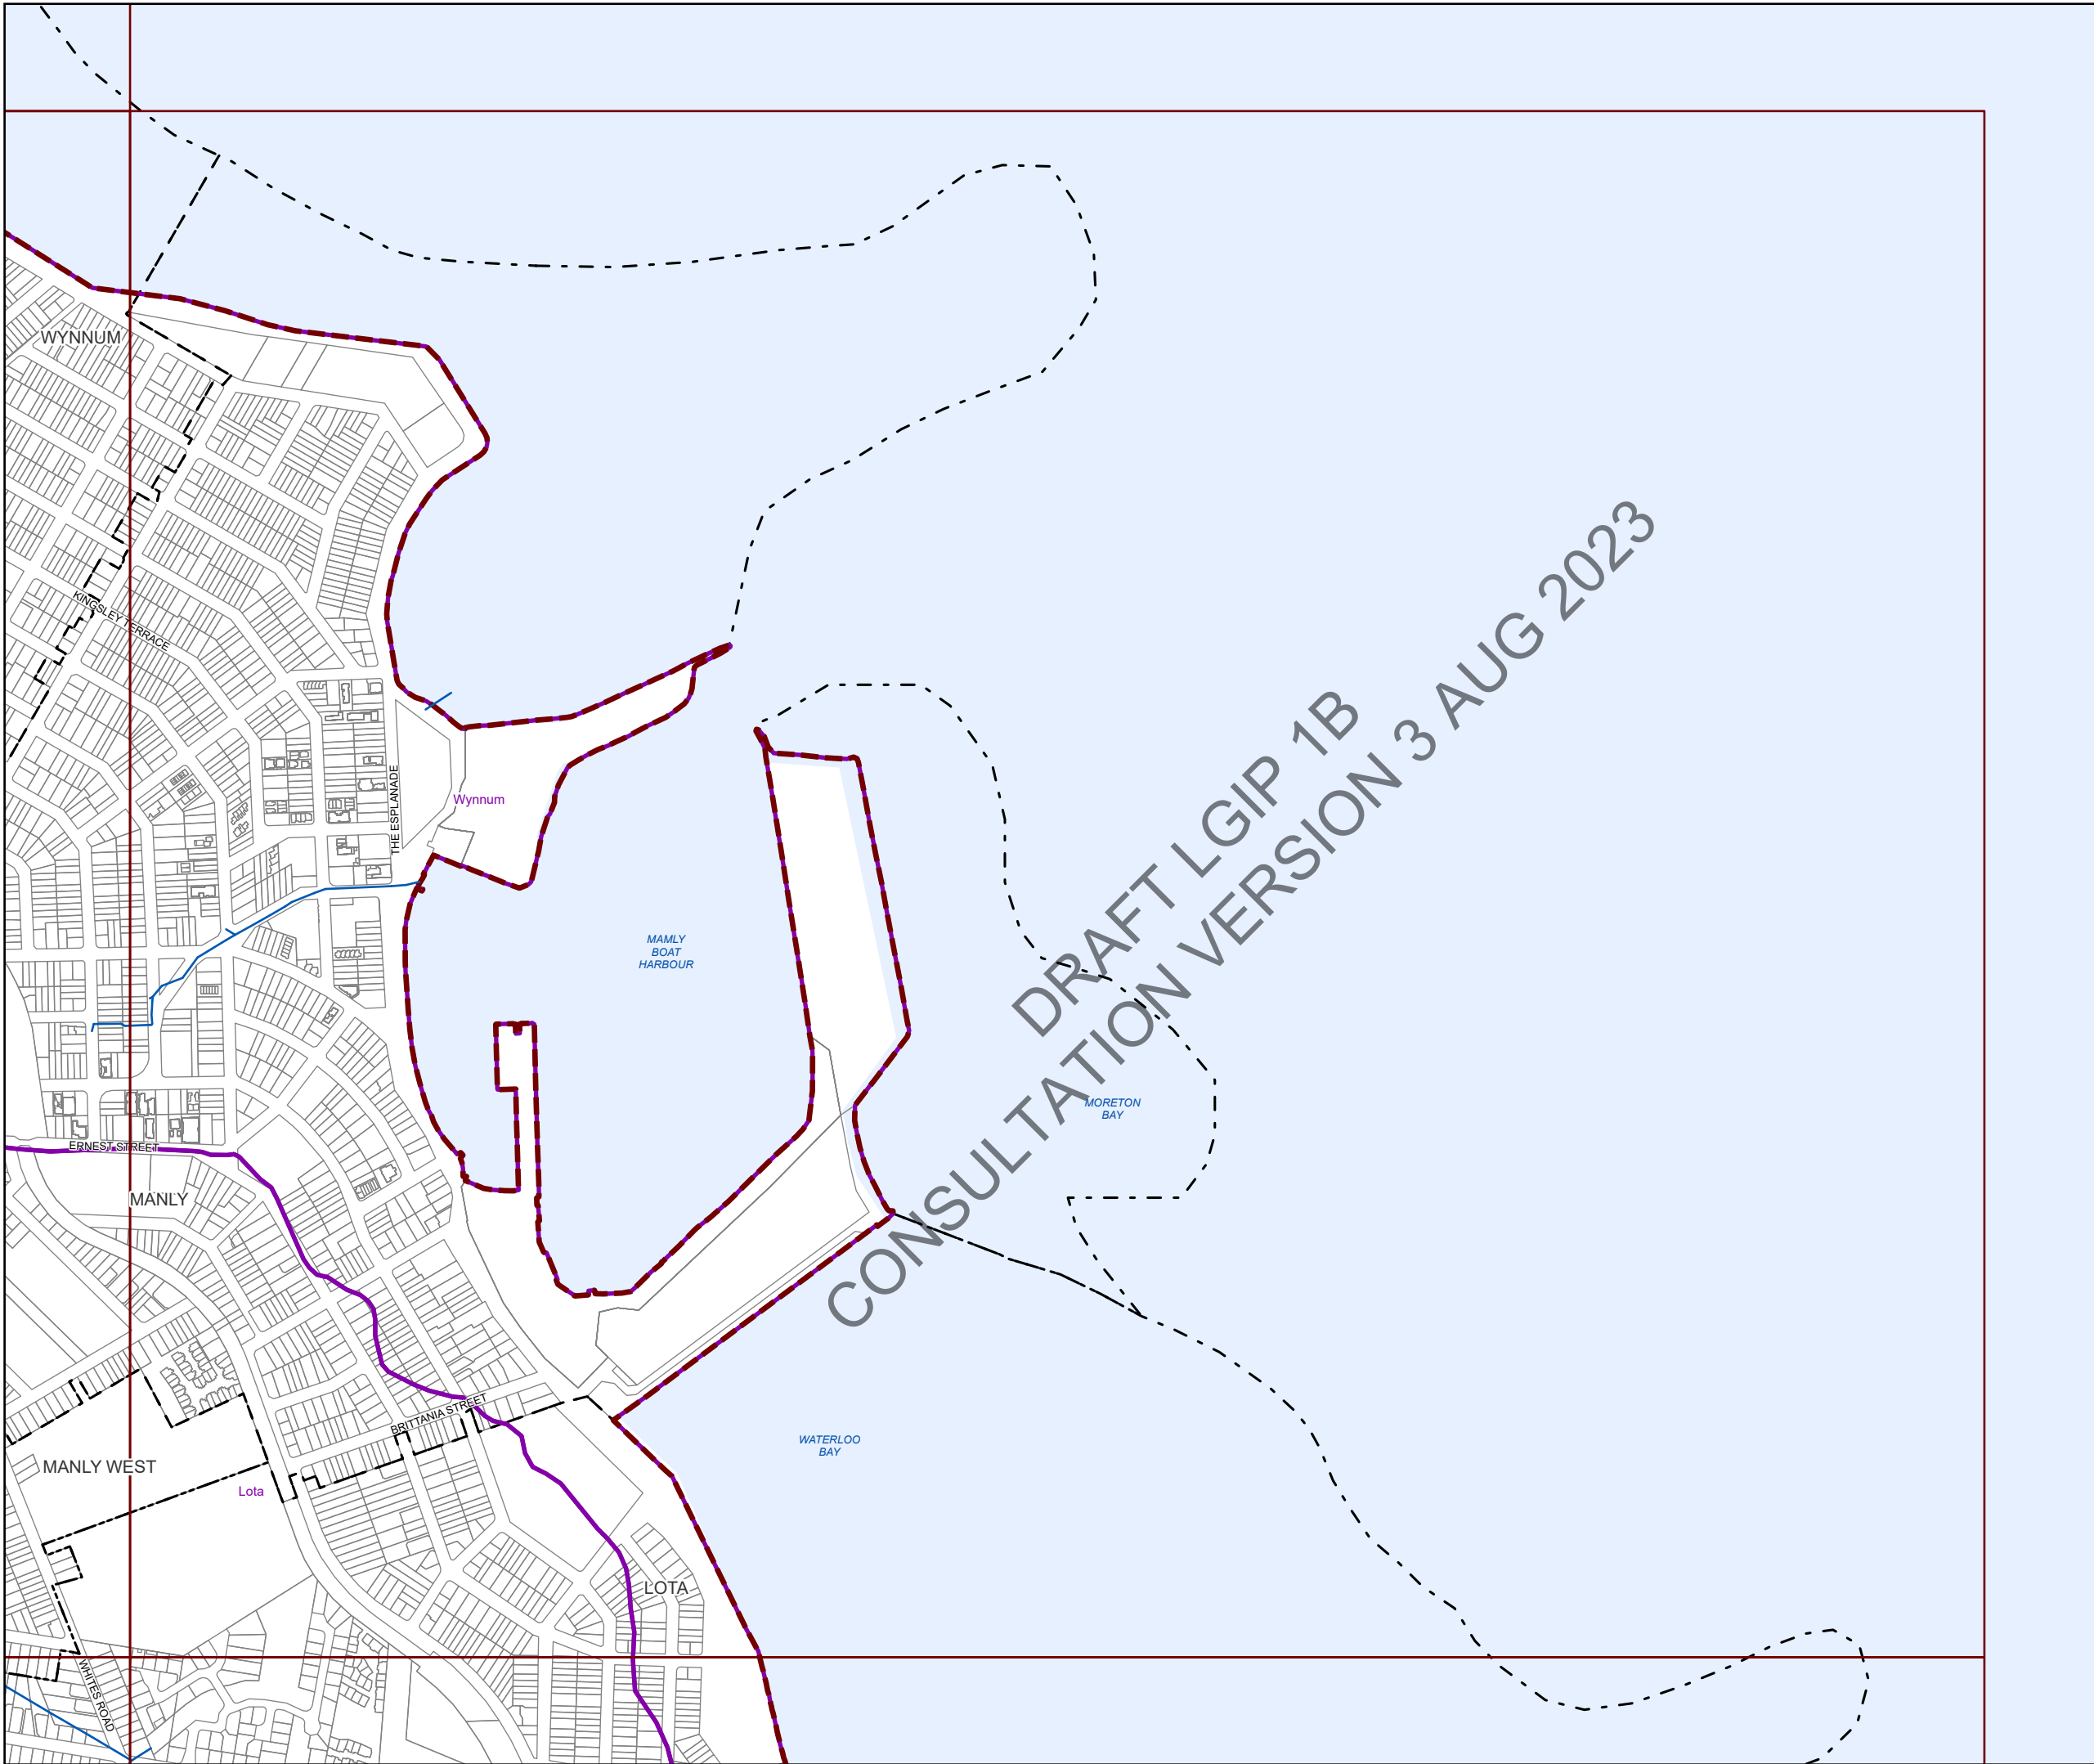 WYNNUM
KINGSLEY TERRACE
THE ESPLANADE
Wynnum
MAMLY
BOAT
HARBOUR
DRAFT LGIP 1B
CONSULTATION VERSION 3 AUG 2023
MORETON
BAY
ERNEST STREET
MANLY
BRITTANIA STREET
WATERLOO
BAY
MANLY WEST
Lota
LOTA
WHITES ROAD